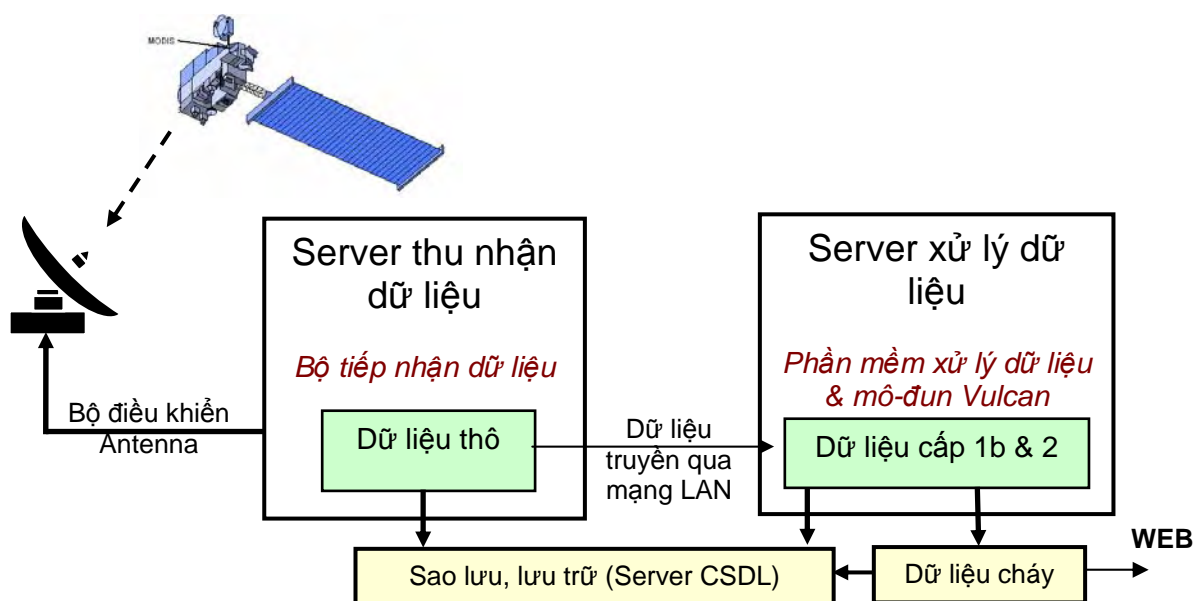 MODIS
Server thu nhận
dữ liệu
Bộ tiếp nhận dữ liệu
Dữ liệu thô
Bộ điều khiển
Antenna
Dữ liệu
truyền qua
mạng LAN
Server xử lý dữ
liệu
Phần mềm xử lý dữ liệu
& mô-đun Vulcan
Dữ liệu cấp 1b & 2
WEB
Sao lưu, lưu trữ (Server CSDL)
Dữ liệu cháy